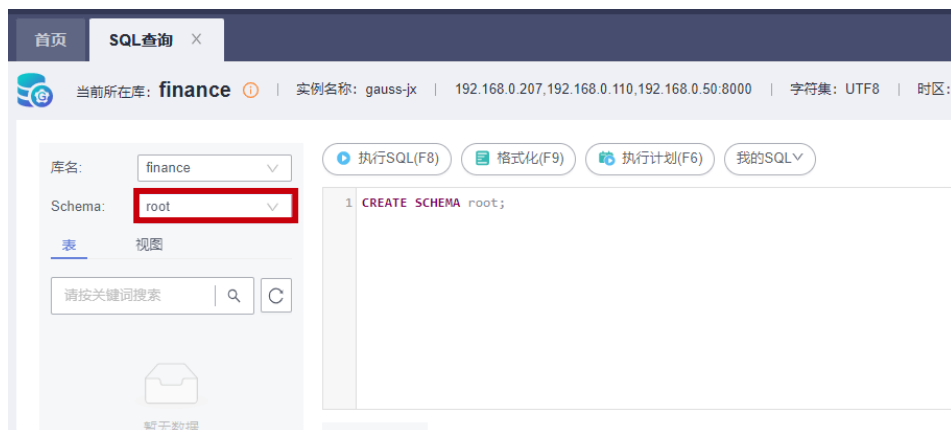 首页 SQL查询 ×
当前所在库: finance | 实例名称: gauss-jx | 192.168.0.207,192.168.0.110,192.168.0.50:8000 | 字符集: UTF8 | 时区:
库名: finance
执行SQL(F8) 格式化(F9) 执行计划(F6) 我的SQL
Schema: root
1 CREATE SCHEMA root;
表 视图
请按关键词搜索
暂无数据